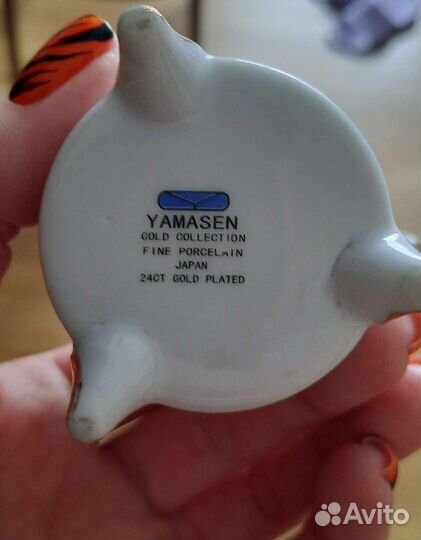 YAMASEN
GOLD COLLECTION
FINE PORCELAIN
JAPAN
24CT GOLD PLATED
Avito